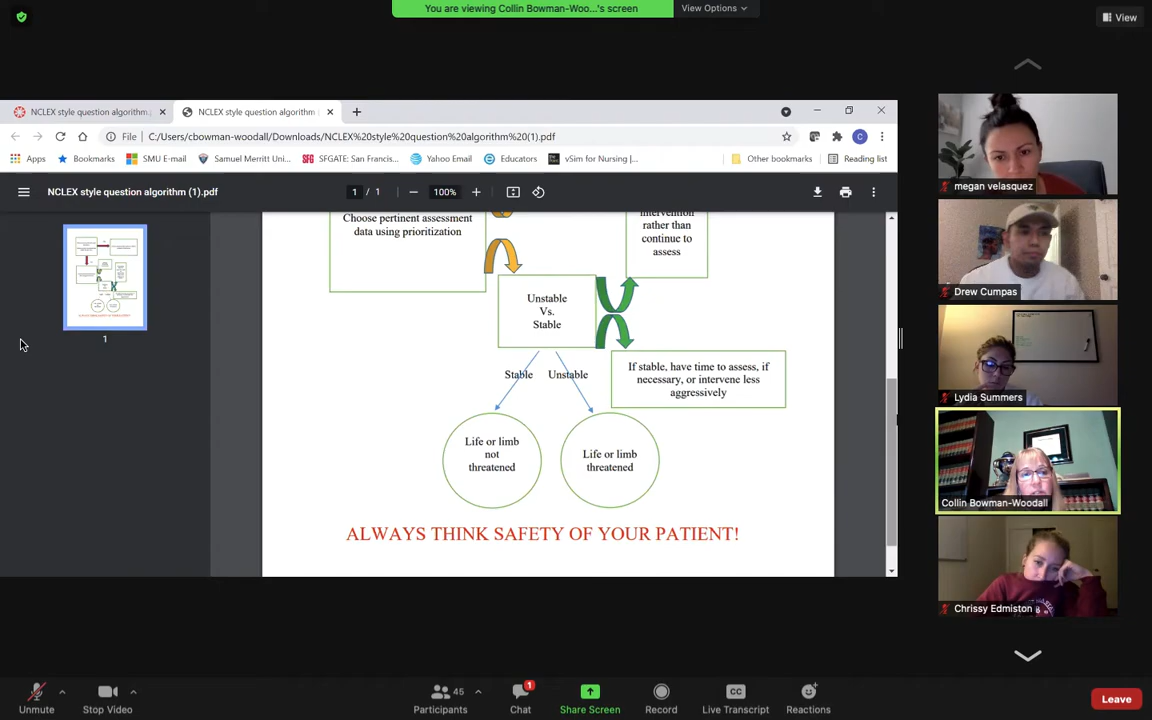 You are viewing Collin Bowman-Woo...'s screen
View Options
View
NCLEX style question algorithm.
NCLEX style question algorithm
File
C:/Users/cbowman-woodall/Downloads/NCLEX%20style%20question%20algorithm%20(1).pdf
C
Apps
Bookmarks
SMU E-mail
Samuel Merritt Uni...
SFGATE: San Francis...
Yahoo Email
Educators
vSim for Nursing |...
Other bookmarks
Reading list
NCLEX style question algorithm (1).pdf
1 / 1
100%
1
Choose pertinent assessment
data using prioritization
intervention
rather than
continue to
assess
Unstable
Vs.
Stable
If stable, have time to assess, if
necessary, or intervene less
aggressively
Stable
Unstable
Life or limb
not
threatened
Life or limb
threatened
ALWAYS THINK SAFETY OF YOUR PATIENT!
megan velasquez
Drew Cumpas
Lydia Summers
Collin Bowman-Woodall
Chrissy Edmiston
Unmute
Stop Video
45
Participants
1
Chat
Share Screen
Record
CC
Live Transcript
Reactions
Leave